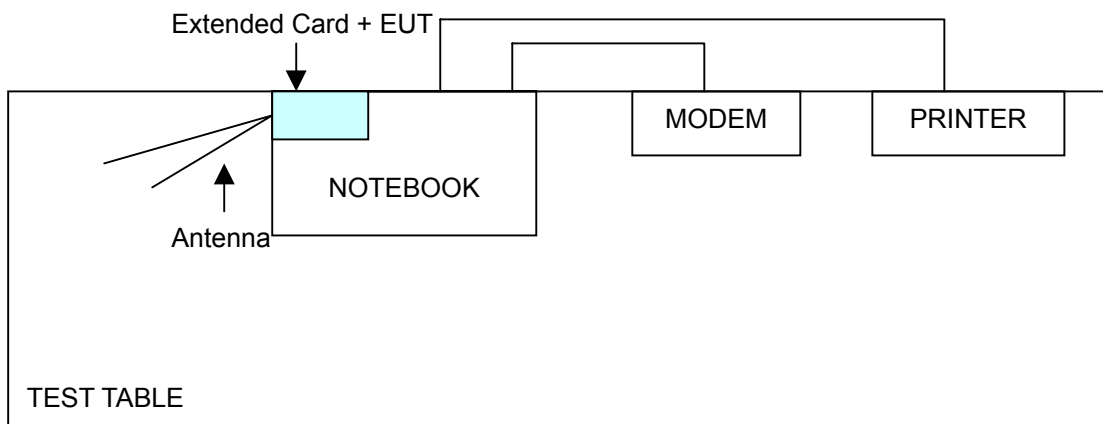 Extended Card + EUT
MODEM
PRINTER
NOTEBOOK
Antenna
TEST TABLE